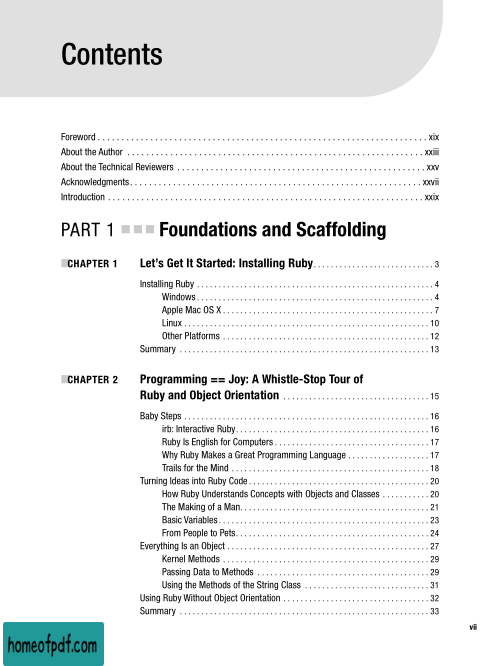 Contents
Foreword . . . . . . . . . . . . . . . . . . . . . . . . . . . . . . . . . . . . . . . . xix
About the Author . . . . . . . . . . . . . . . . . . . . . . . . . . . . . . . . . . . . . . . . xxiii
About the Technical Reviewers . . . . . . . . . . . . . . . . . . . . . . . . . . . . . . . . . . . . . . . . xxv
Acknowledgments . . . . . . . . . . . . . . . . . . . . . . . . . . . . . . . . . . . . . . . . xxvii
Introduction . . . . . . . . . . . . . . . . . . . . . . . . . . . . . . . . . . . . . . . . xxix
PART 1 ■ ■ ■ Foundations and Scaffolding
■CHAPTER 1 Let's Get It Started: Installing Ruby . . . . . . . . . . . . . . . . . . . . 3
Installing Ruby . . . . . . . . . . . . . . . . . . . . 4
Windows . . . . . . . . . . . . . . . . . . . . 4
Apple Mac OS X . . . . . . . . . . . . . . . . . . . . 7
Linux . . . . . . . . . . . . . . . . . . . . 10
Other Platforms . . . . . . . . . . . . . . . . . . . . 12
Summary . . . . . . . . . . . . . . . . . . . . 13
■CHAPTER 2 Programming == Joy: A Whistle-Stop Tour of
Ruby and Object Orientation . . . . . . . . . . . . . . . . . . . . 15
Baby Steps . . . . . . . . . . . . . . . . . . . . 16
irb: Interactive Ruby . . . . . . . . . . . . . . . . . . . . 16
Ruby Is English for Computers . . . . . . . . . . . . . . . . . . . . 17
Why Ruby Makes a Great Programming Language . . . . . . . . . . . . . . . . . . . 17
Trails for the Mind . . . . . . . . . . . . . . . . . . . . 18
Turning Ideas into Ruby Code . . . . . . . . . . . . . . . . . . . . 20
How Ruby Understands Concepts with Objects and Classes . . . . . . . . . . . 20
The Making of a Man . . . . . . . . . . . . . . . . . . . . 21
Basic Variables . . . . . . . . . . . . . . . . . . . . 23
From People to Pets . . . . . . . . . . . . . . . . . . . . 24
Everything Is an Object . . . . . . . . . . . . . . . . . . . . 27
Kernel Methods . . . . . . . . . . . . . . . . . . . . 29
Passing Data to Methods . . . . . . . . . . . . . . . . . . . . 29
Using the Methods of the String Class . . . . . . . . . . . . . . . . . . . . 31
Using Ruby Without Object Orientation . . . . . . . . . . . . . . . . . . . . 32
Summary . . . . . . . . . . . . . . . . . . . . 33
vii
homeofpdf.com